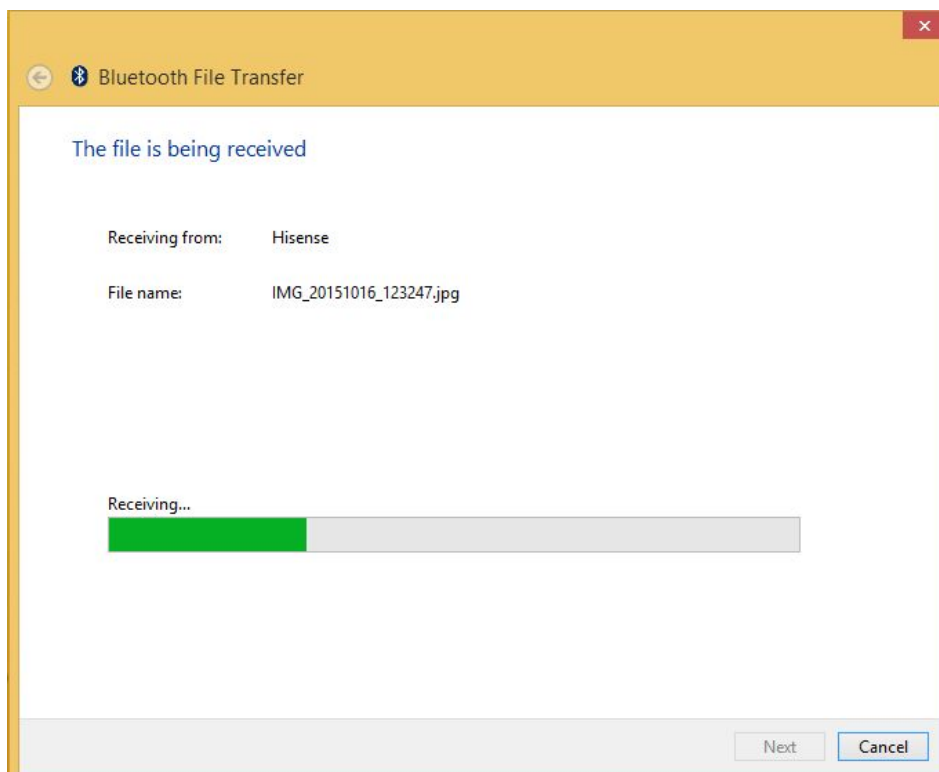 Bluetooth File Transfer
The file is being received
Receiving from: Hisense
File name: IMG_20151016_123247.jpg
Receiving...
Next Cancel